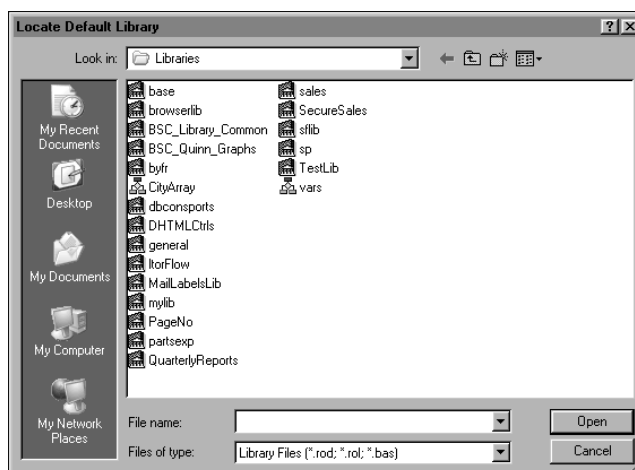 Locate Default Library
Look in: Libraries
My Recent Documents
Desktop
My Documents
My Computer
My Network Places
base
browserlib
BSC_Library_Common
BSC_Quinn_Graphs
byfr
CityArray
dbconsports
DHTMLCtrls
general
ItorFlow
MailLabelsLib
mylib
PageNo
partsexp
QuarterlyReports
sales
SecureSales
sflib
sp
TestLib
vars
File name:
Open
Files of type: Library Files (*.rod; *.rol; *.bas)
Cancel